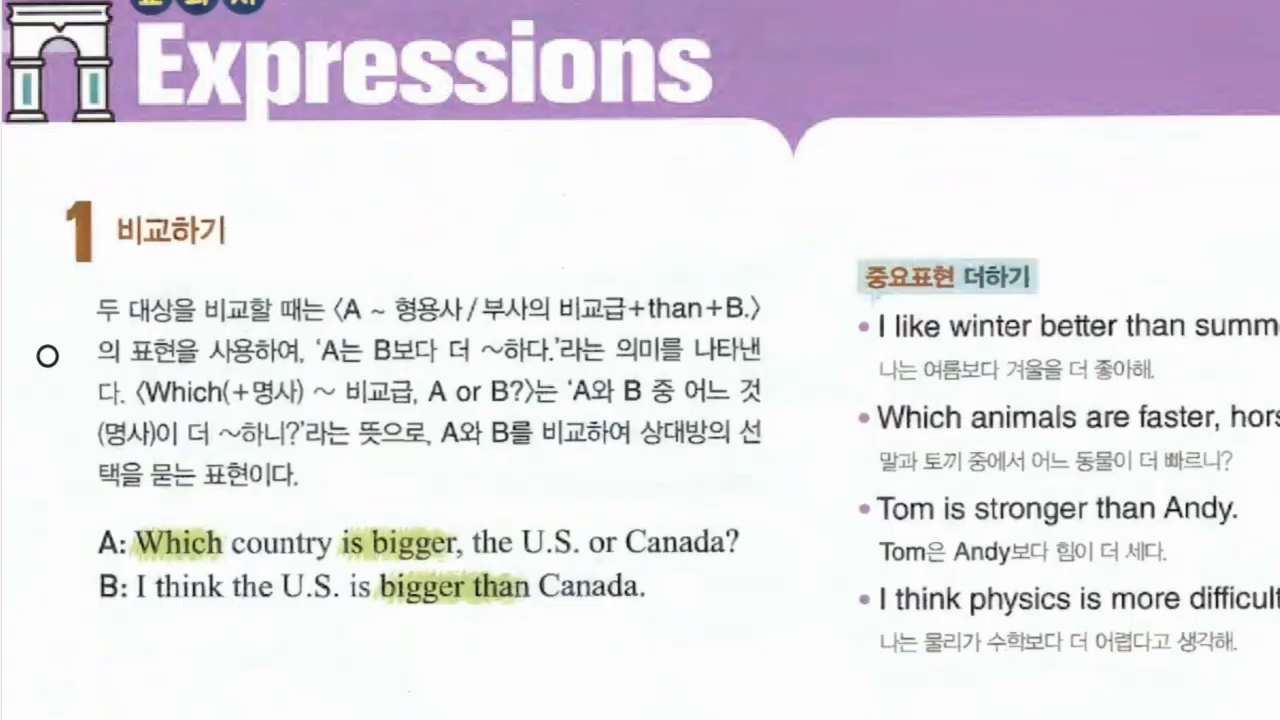 Expressions
1 비교하기
두 대상을 비교할 때는 〈A ~ 형용사/부사의 비교급+than+B.〉
의 표현을 사용하여, ‘A는 B보다 더 ~하다.’라는 의미를 나타낸
다. 〈Which(+명사) ~ 비교급, A or B?〉는 ‘A와 B 중 어느 것
(명사)이 더 ~하니?’라는 뜻으로, A와 B를 비교하여 상대방의 선
택을 묻는 표현이다.
A: Which country is bigger, the U.S. or Canada?
B: I think the U.S. is bigger than Canada.
중요표현 더하기
• I like winter better than summ
나는 여름보다 겨울을 더 좋아해.
• Which animals are faster, hors
말과 토끼 중에서 어느 동물이 더 빠르니?
• Tom is stronger than Andy.
Tom은 Andy보다 힘이 더 세다.
• I think physics is more difficult
나는 물리가 수학보다 더 어렵다고 생각해.